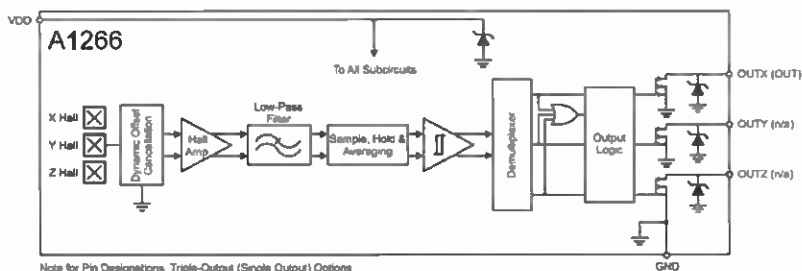 VDD
A1266
To All Subcircuits
OUTX (OUT)
X Hall
Y Hall
Z Hall
Dynamic Offset
Cancellation
Hall
Amp
Low-Pass
Filter
Sample, Hold &
Averaging
Demultiplexer
Output
Logic
OUTY (n/a)
OUTZ (n/a)
GND
Note for Pin Designations, Triple-Output (Single Output) Options